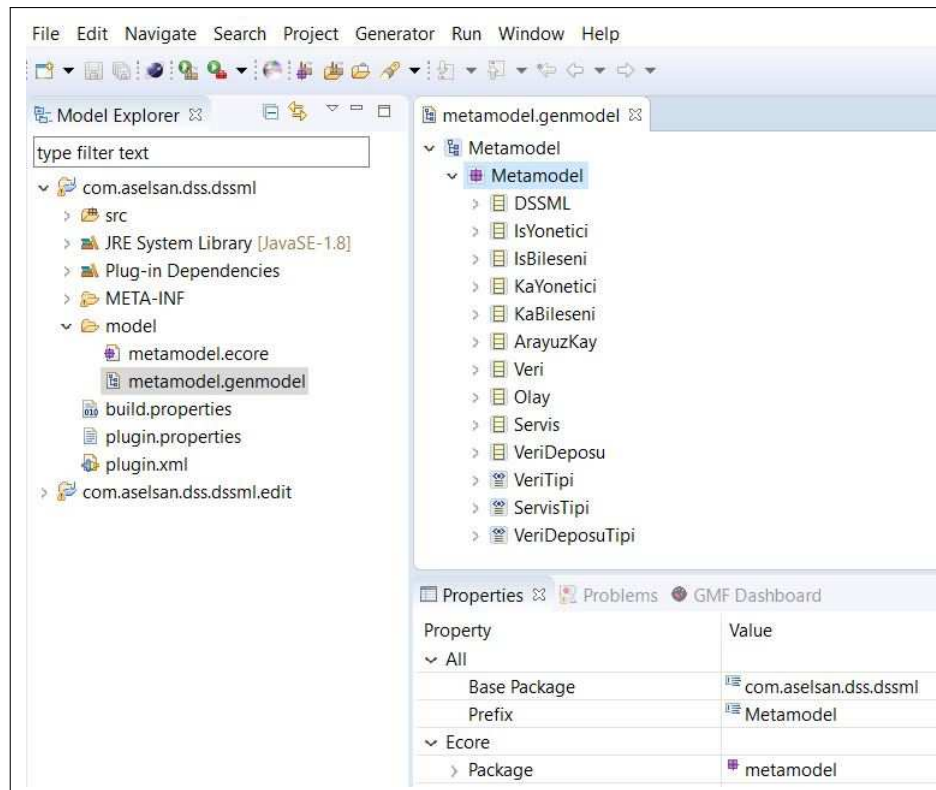 File Edit Navigate Search Project Generator Run Window Help
Model Explorer
type filter text
com.aselsan.dss.dssml
src
JRE System Library [JavaSE-1.8]
Plug-in Dependencies
META-INF
model
metamodel.ecore
metamodel.genmodel
build.properties
plugin.properties
plugin.xml
com.aselsan.dss.dssml.edit
metamodel.genmodel
Metamodel
Metamodel
DSSML
IsYonetici
IsBileseni
KaYonetici
KaBileseni
ArayuzKay
Veri
Olay
Servis
VeriDeposu
VeriTipi
ServisTipi
VeriDeposuTipi
Properties Problems GMF Dashboard
Property Value
All
Base Package com.aselsan.dss.dssml
Prefix Metamodel
Ecore
Package metamodel